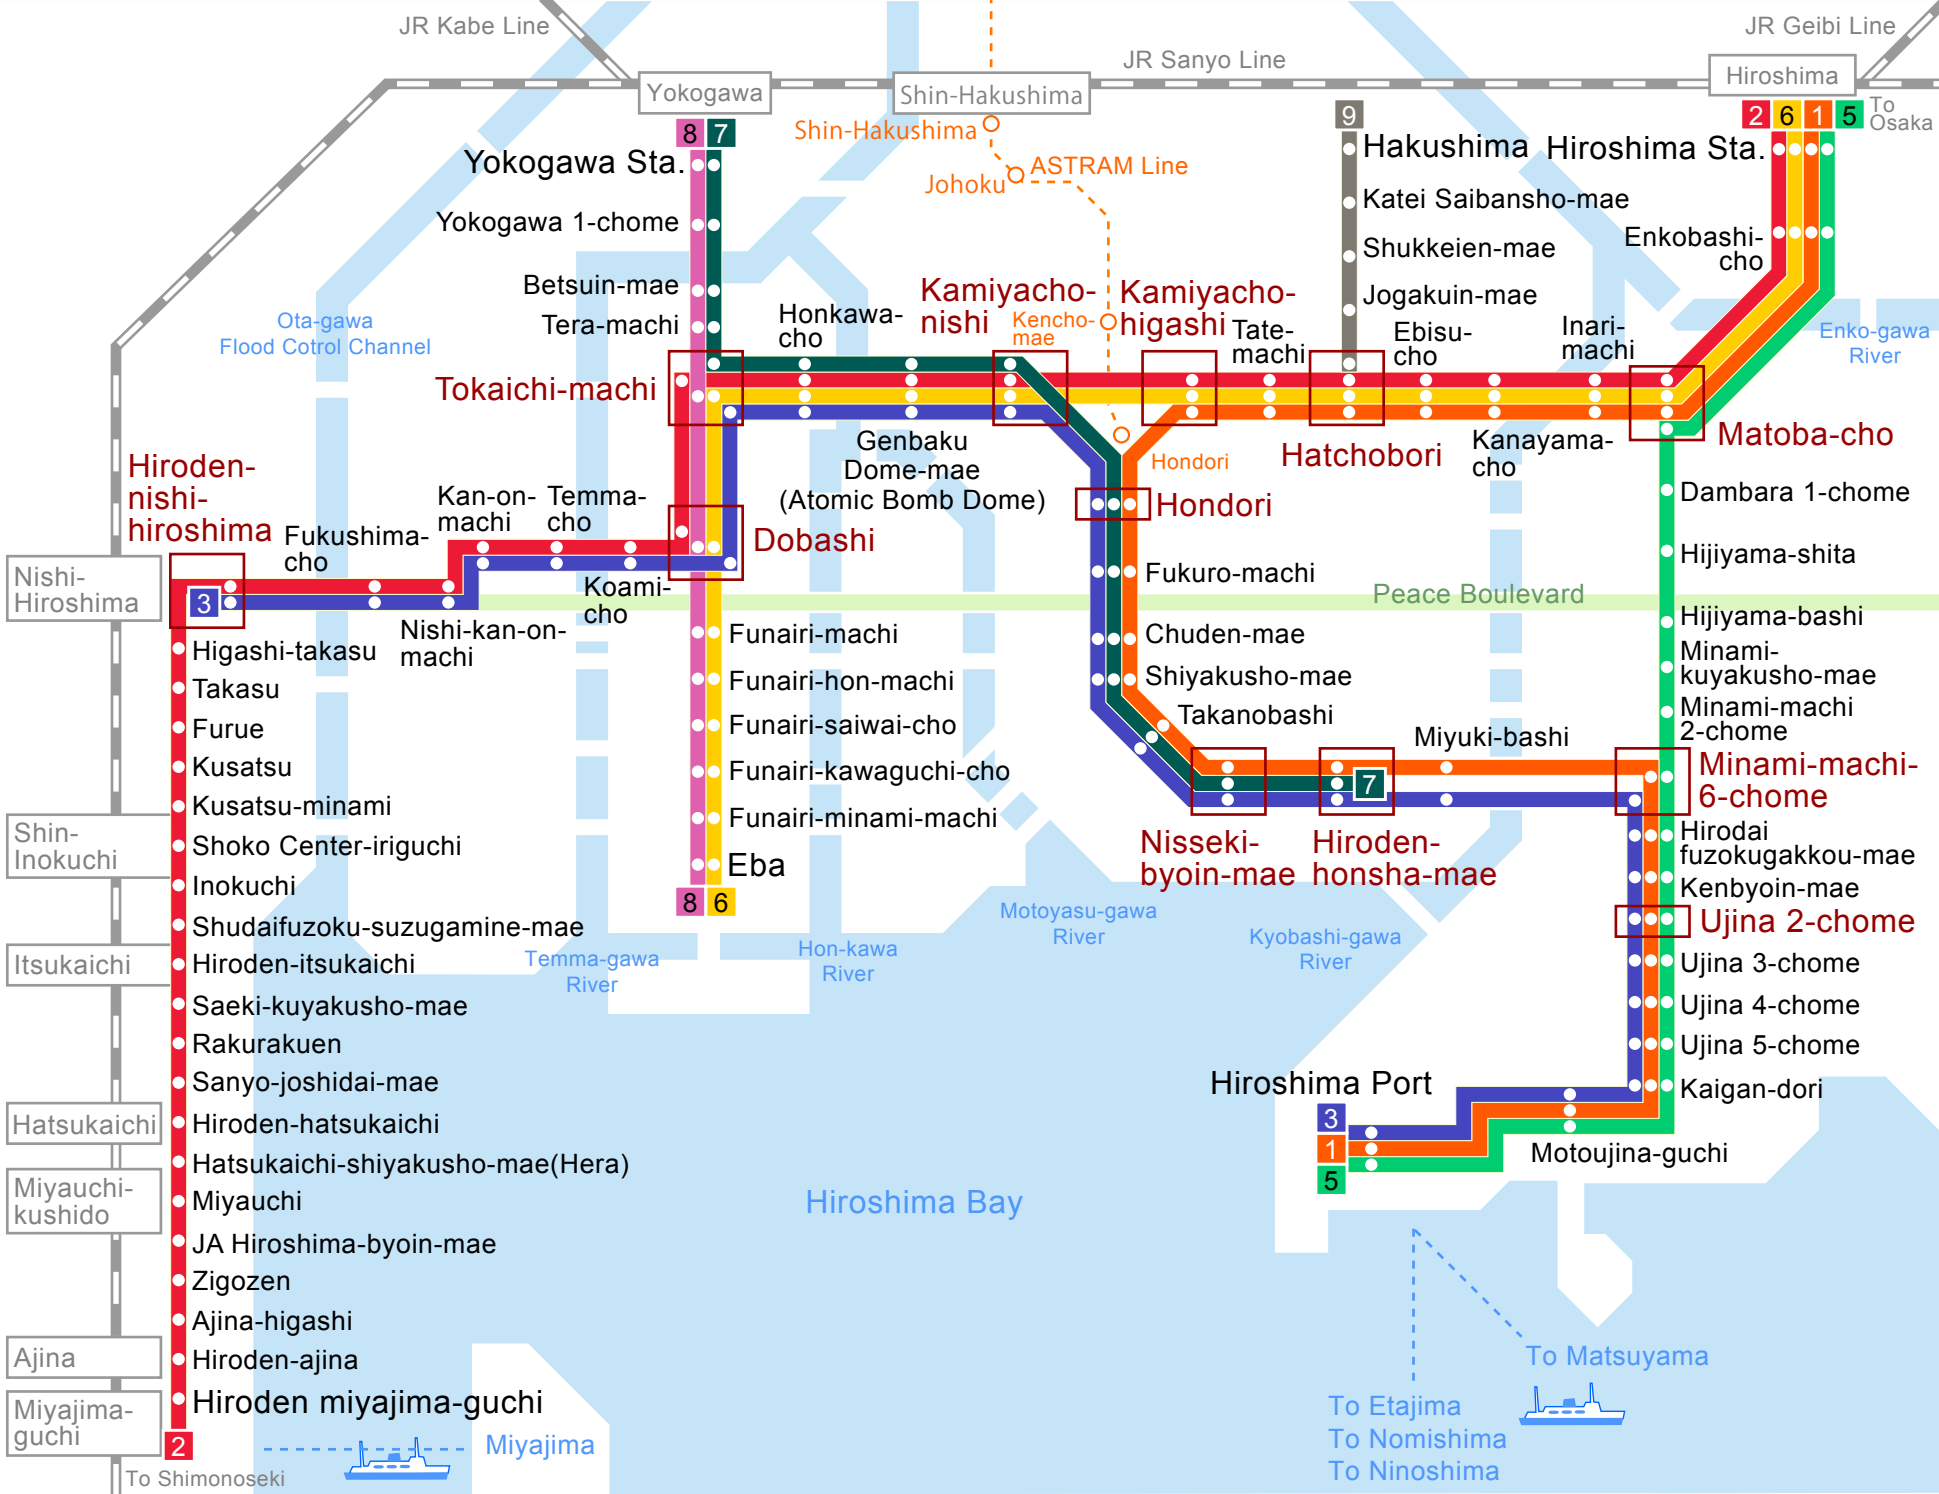 JR Kabe Line
JR Sanyo Line
JR Geibi Line
Yokogawa
Shin-Hakushima
Hiroshima
To
Osaka
8 7
Shin-Hakushima
9
2 6 1 5
Yokogawa Sta.
Johoku
ASTRAM Line
Hakushima
Hiroshima Sta.
Yokogawa 1-chome
Katei Saibansho-mae
Enkobashi-
cho
Shukkeien-mae
Betsuin-mae
Tera-machi
Jogakuin-mae
Ota-gawa
Flood Cotrol Channel
Honkawa-
cho
Kamiyacho-
nishi
Kencho-
mae
Kamiyacho-
higashi
Tate-
machi
Ebisu-
cho
Inari-
machi
Enko-gawa
River
Tokaichi-machi
Genbaku
Dome-mae
(Atomic Bomb Dome)
Hondori
Hatchobori
Kanayama-
cho
Matoba-cho
Hiroden-
nishi-
hiroshima
Fukushima-
cho
Kan-on-
machi
Temma-
cho
Dobashi
Hondori
Dambara 1-chome
Hijiyama-shita
Nishi-
Hiroshima
3
Koami-
cho
Nishi-kan-on-
machi
Fukuro-machi
Peace Boulevard
Hijiyama-bashi
Funairi-machi
Chuden-mae
Minami-
kuyakusho-mae
Higashi-takasu
Takasu
Furue
Kusatsu
Kusatsu-minami
Shoko Center-iriguchi
Inokuchi
Shudaifuzoku-suzugamine-mae
Hiroden-itsukaichi
Saeki-kuyakusho-mae
Rakurakuen
Sanyo-joshidai-mae
Hiroden-hatsukaichi
Hatsukaichi-shiyakusho-mae(Hera)
Miyauchi
JA Hiroshima-byoin-mae
Zigozen
Ajina-higashi
Hiroden-ajina
Hiroden miyajima-guchi
2
Shin-
Inokuchi
Itsukaichi
Hatsukaichi
Miyauchi-
kushido
Ajina
Miyajima-
guchi
To Shimonoseki
Funairi-hon-machi
Funairi-saiwai-cho
Funairi-kawaguchi-cho
Funairi-minami-machi
Eba
8 6
Shiyakusho-mae
Takanobashi
Miyuki-bashi
7
Nisseki-
byoin-mae
Hiroden-
honsha-mae
Minami-machi
2-chome
Minami-machi-
6-chome
Hirodai
fuzokugakkou-mae
Kenbyoin-mae
Ujina 2-chome
Ujina 3-chome
Ujina 4-chome
Ujina 5-chome
Kaigan-dori
Temma-gawa
River
Hon-kawa
River
Motoyasu-gawa
River
Kyobashi-gawa
River
Hiroshima Port
3
1
5
Motoujina-guchi
Hiroshima Bay
To Matsuyama
To Etajima
To Nomishima
To Ninoshima
Miyajima